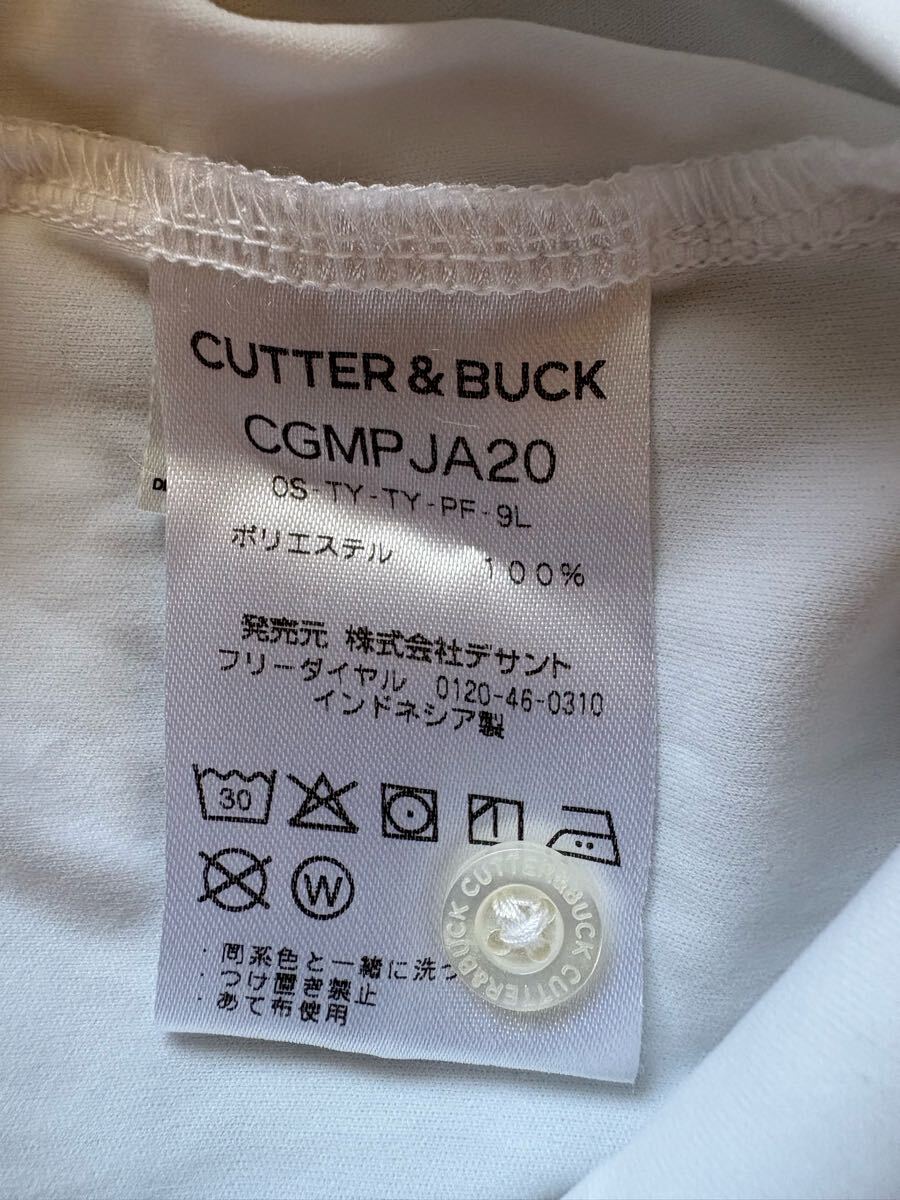 CUTTER & BUCK
CGMPJA20
OS-TY-TY-PF-9L
ポリエステル 100%
発売元 株式会社デサント
フリーダイヤル 0120-46-0310
インドネシア製
30
W
・同系色と一緒に洗っ
・つけ置き禁止
・あて布使用
CUTTER&BUCK CUTTER&BUCK